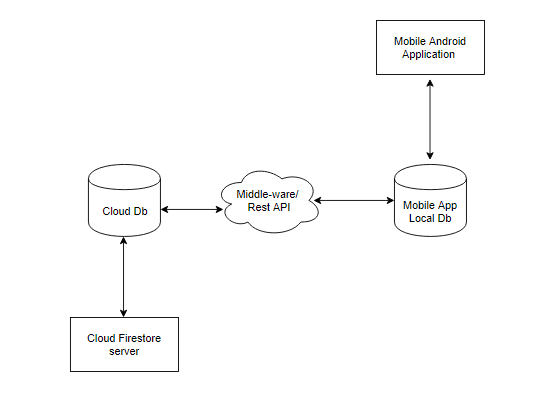 Mobile Android
Application
Cloud Db
Middle-ware/
Rest API
Mobile App
Local Db
Cloud Firestore
server